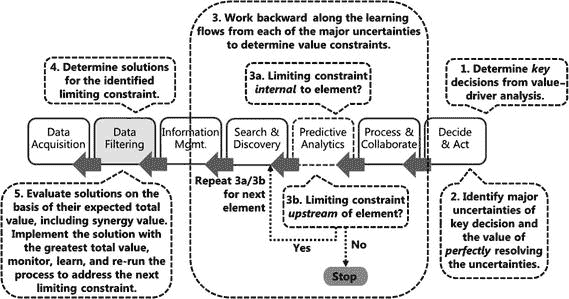 3. Work backward along the learning
flows from each of the major uncertainties
to determine value constraints.
4. Determine solutions
for the identified
limiting constraint.
3a. Limiting constraint
internal to element?
1. Determine key
decisions from value-
driver analysis.
Data
Acquisition
Data
Filtering
Information
Mgmt.
Search &
Discovery
Predictive
Analytics
Process &
Collaborate
Decide
& Act
5. Evaluate solutions on the
basis of their expected total
value, including synergy value.
Implement the solution with
the greatest total value,
monitor, learn, and re-run
the process to address the next
limiting constraint.
Repeat 3a/3b
for next
element
3b. Limiting constraint
upstream of element?
Yes
No
Stop
2. Identify major
uncertainties of
key decision and
the value of
perfectly resolving
the uncertainties.